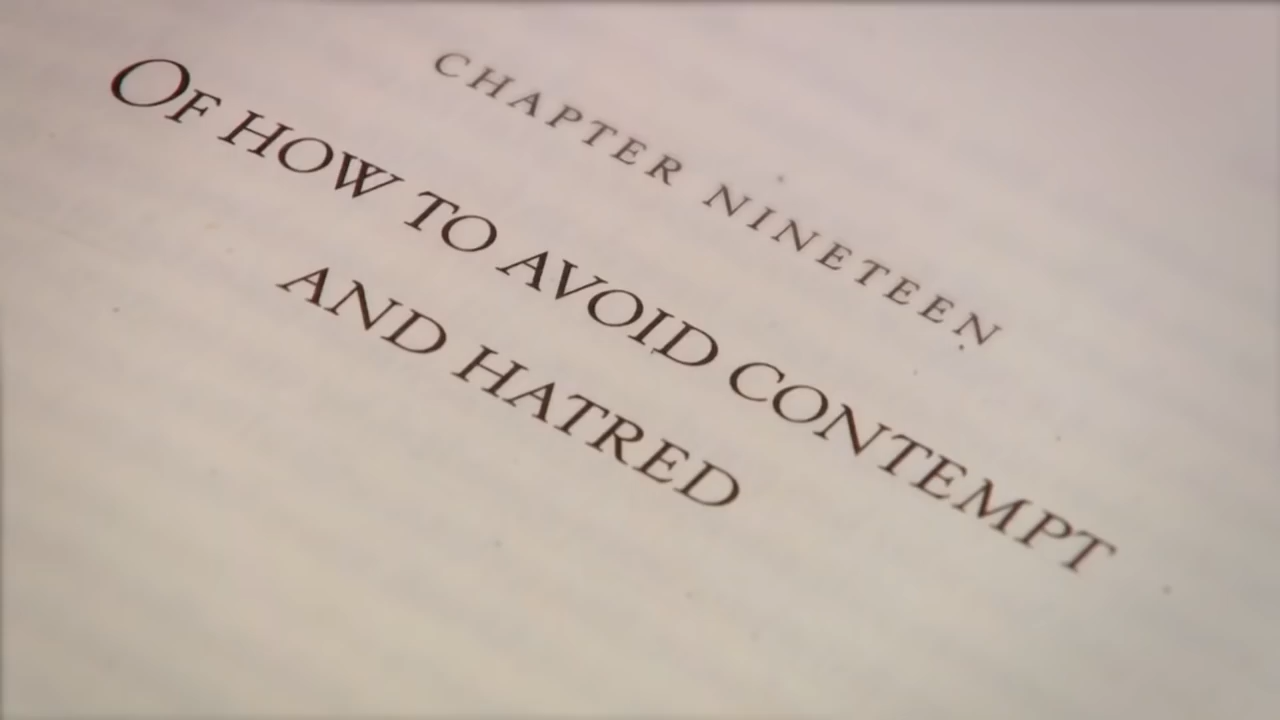 CHAPTER NINETEEN
OF HOW TO AVOID CONTEMPT
AND HATRED